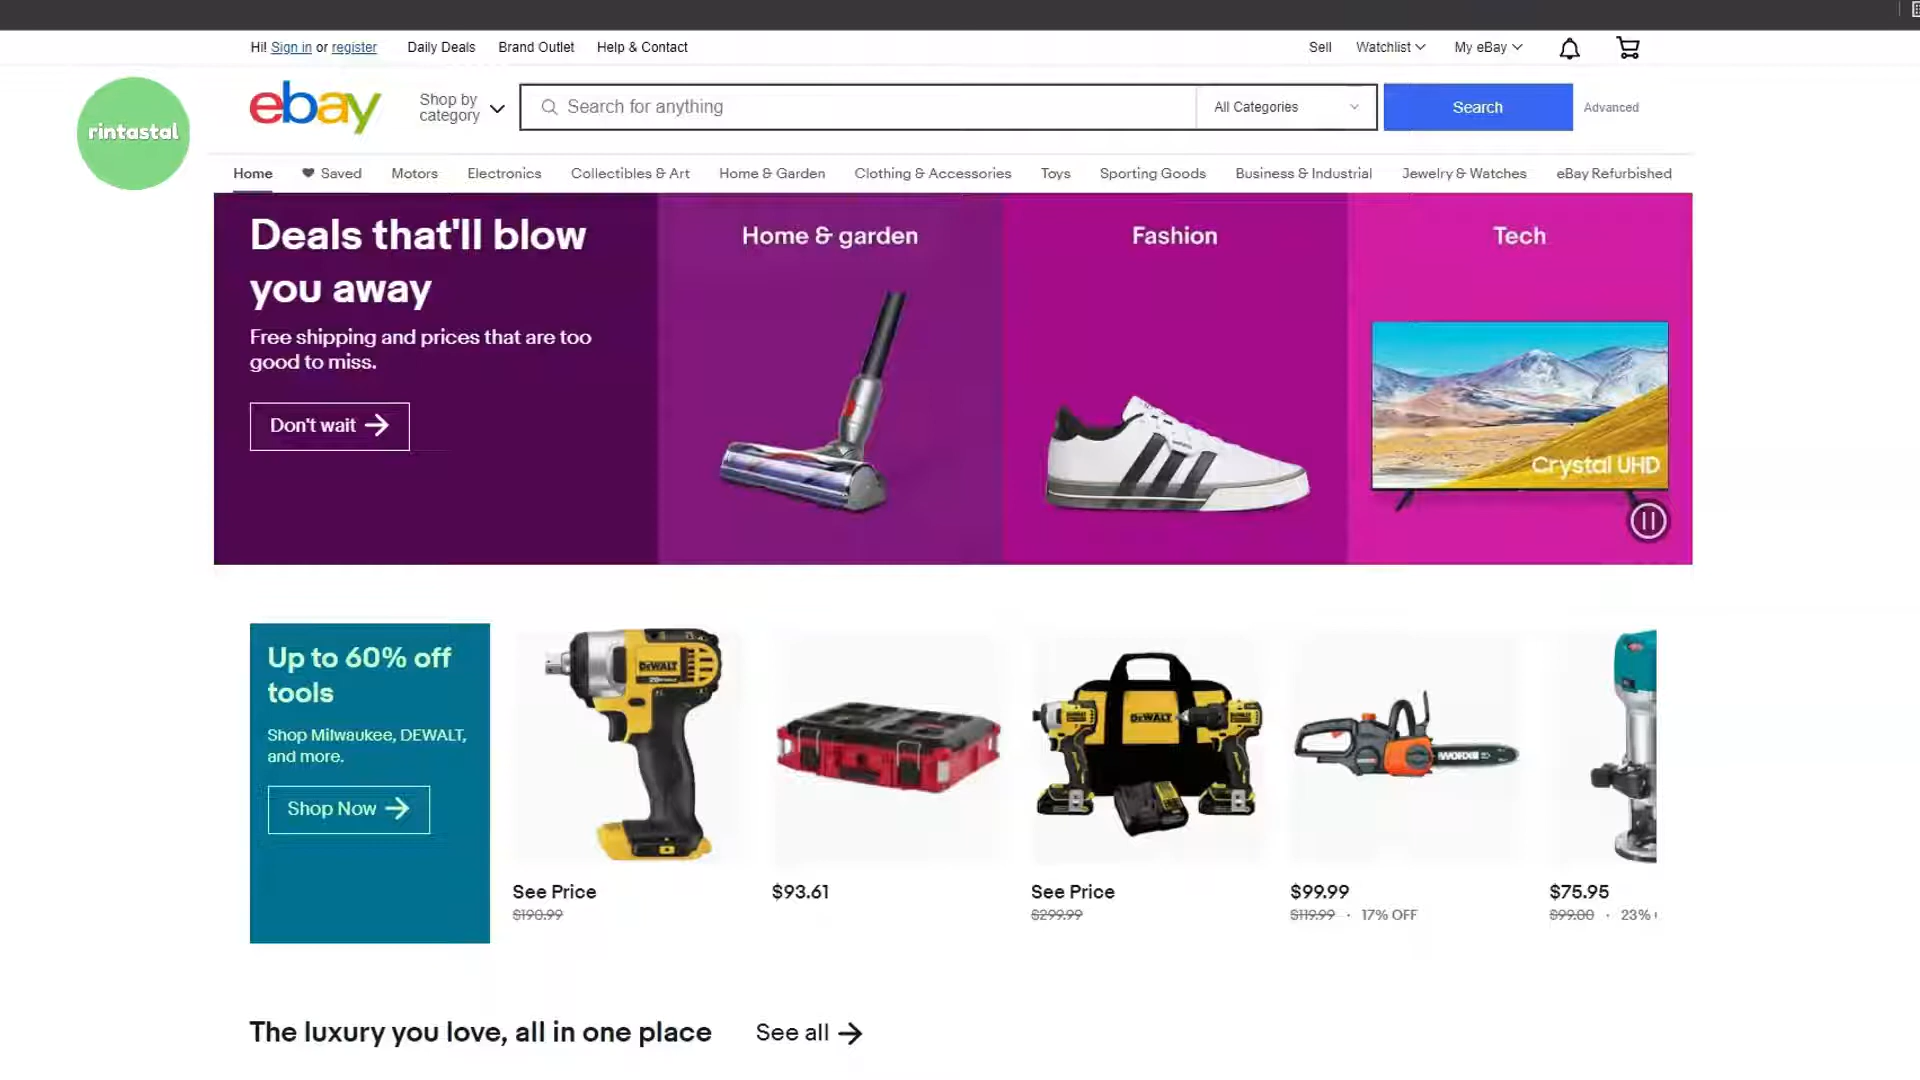 Hi! Sign in or register
Daily Deals
Brand Outlet
Help & Contact
Sell
Watchlist
My eBay
rintastal
ebay
Shop by
category
Search for anything
All Categories
Search
Advanced
Home
Saved
Motors
Electronics
Collectibles & Art
Home & Garden
Clothing & Accessories
Toys
Sporting Goods
Business & Industrial
Jewelry & Watches
eBay Refurbished
Deals that'll blow
you away
Free shipping and prices that are too
good to miss.
Don't wait
Home & garden
Fashion
Tech
Crystal UHD
Up to 60% off
tools
Shop Milwaukee, DEWALT,
and more.
Shop Now
DEWALT
DEWALT
WORX
See Price
$190.99
$93.61
See Price
$299.99
$99.99
$119.99 · 17% OFF
$75.95
$99.00 · 23%
The luxury you love, all in one place
See all